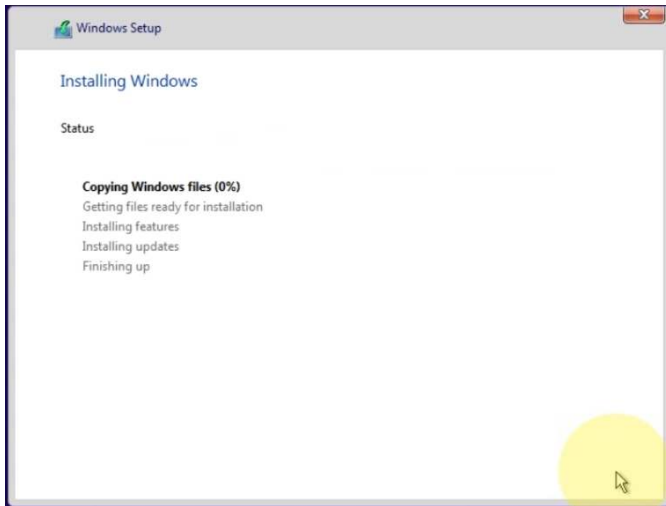 Windows Setup
Installing Windows
Status
Copying Windows files (0%)
Getting files ready for installation
Installing features
Installing updates
Finishing up